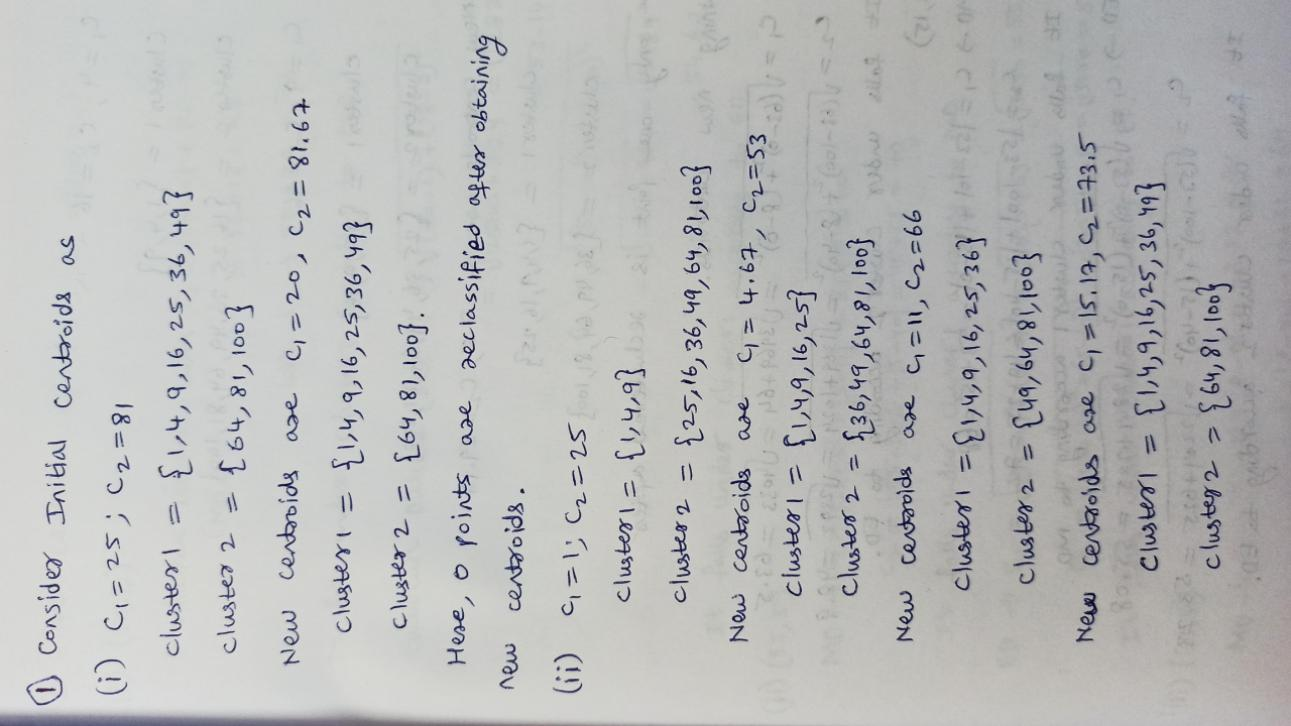 ① Consider Initial centroids as
(i) C₁ = 25 ; C₂ = 81
cluster 1 = {1,4,9,16,25,36,49}
cluster 2 = {64,81,100}
New centroids are C₁ = 20, C₂ = 81.67
cluster 1 = {1,4,9,16,25,36,49}
cluster 2 = {64,81,100}.
Here, 0 points are reclassified after obtaining
new centroids.
(ii) C₁ = 1; C₂ = 25
cluster 1 = {1,4,9}
cluster 2 = {25,16,36,49,64,81,100}
New centroids are C₁ = 4.67, C₂ = 53
cluster 1 = {1,4,9,16,25}
cluster 2 = {36,49,64,81,100}
New centroids are C₁ = 11, C₂ = 66
cluster 1 = {1,4,9,16,25,36}
cluster 2 = {49,64,81,100}
New centroids are C₁ = 15.17, C₂ = 73.5
cluster 1 = {1,4,9,16,25,36,49}
cluster 2 = {64,81,100}